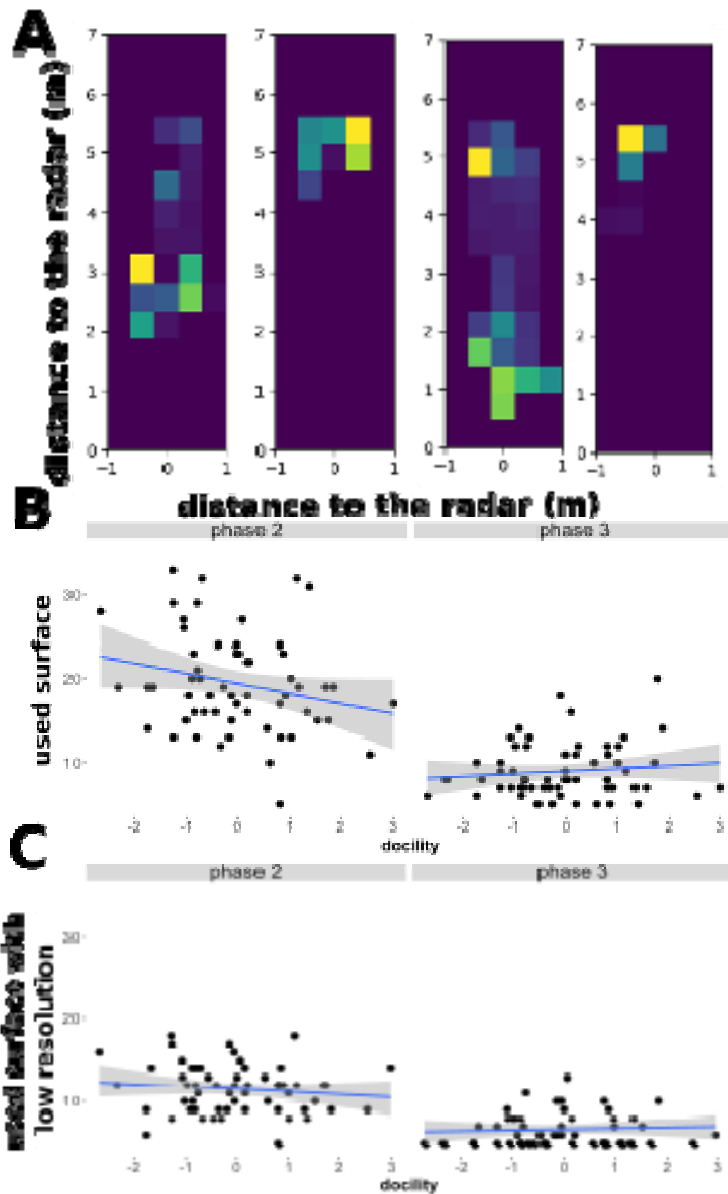 A
distance to the radar (m)
7 7 7 7
6 6 6 6
5 5 5 5
4 4 4 4
3 3 3 3
2 2 2 2
1 1 1 1
0 0 0 0
−1 0 1 −1 0 1 −1 0 1 −1 0 1
distance to the radar (m)
B
phase 2 phase 3
used surface
30
20
10
-2 -1 0 1 2 3 -2 -1 0 1 2 3
docility
C
phase 2 phase 3
used surface with
low resolution
30
20
10
-2 -1 0 1 2 3 -2 -1 0 1 2 3
docility